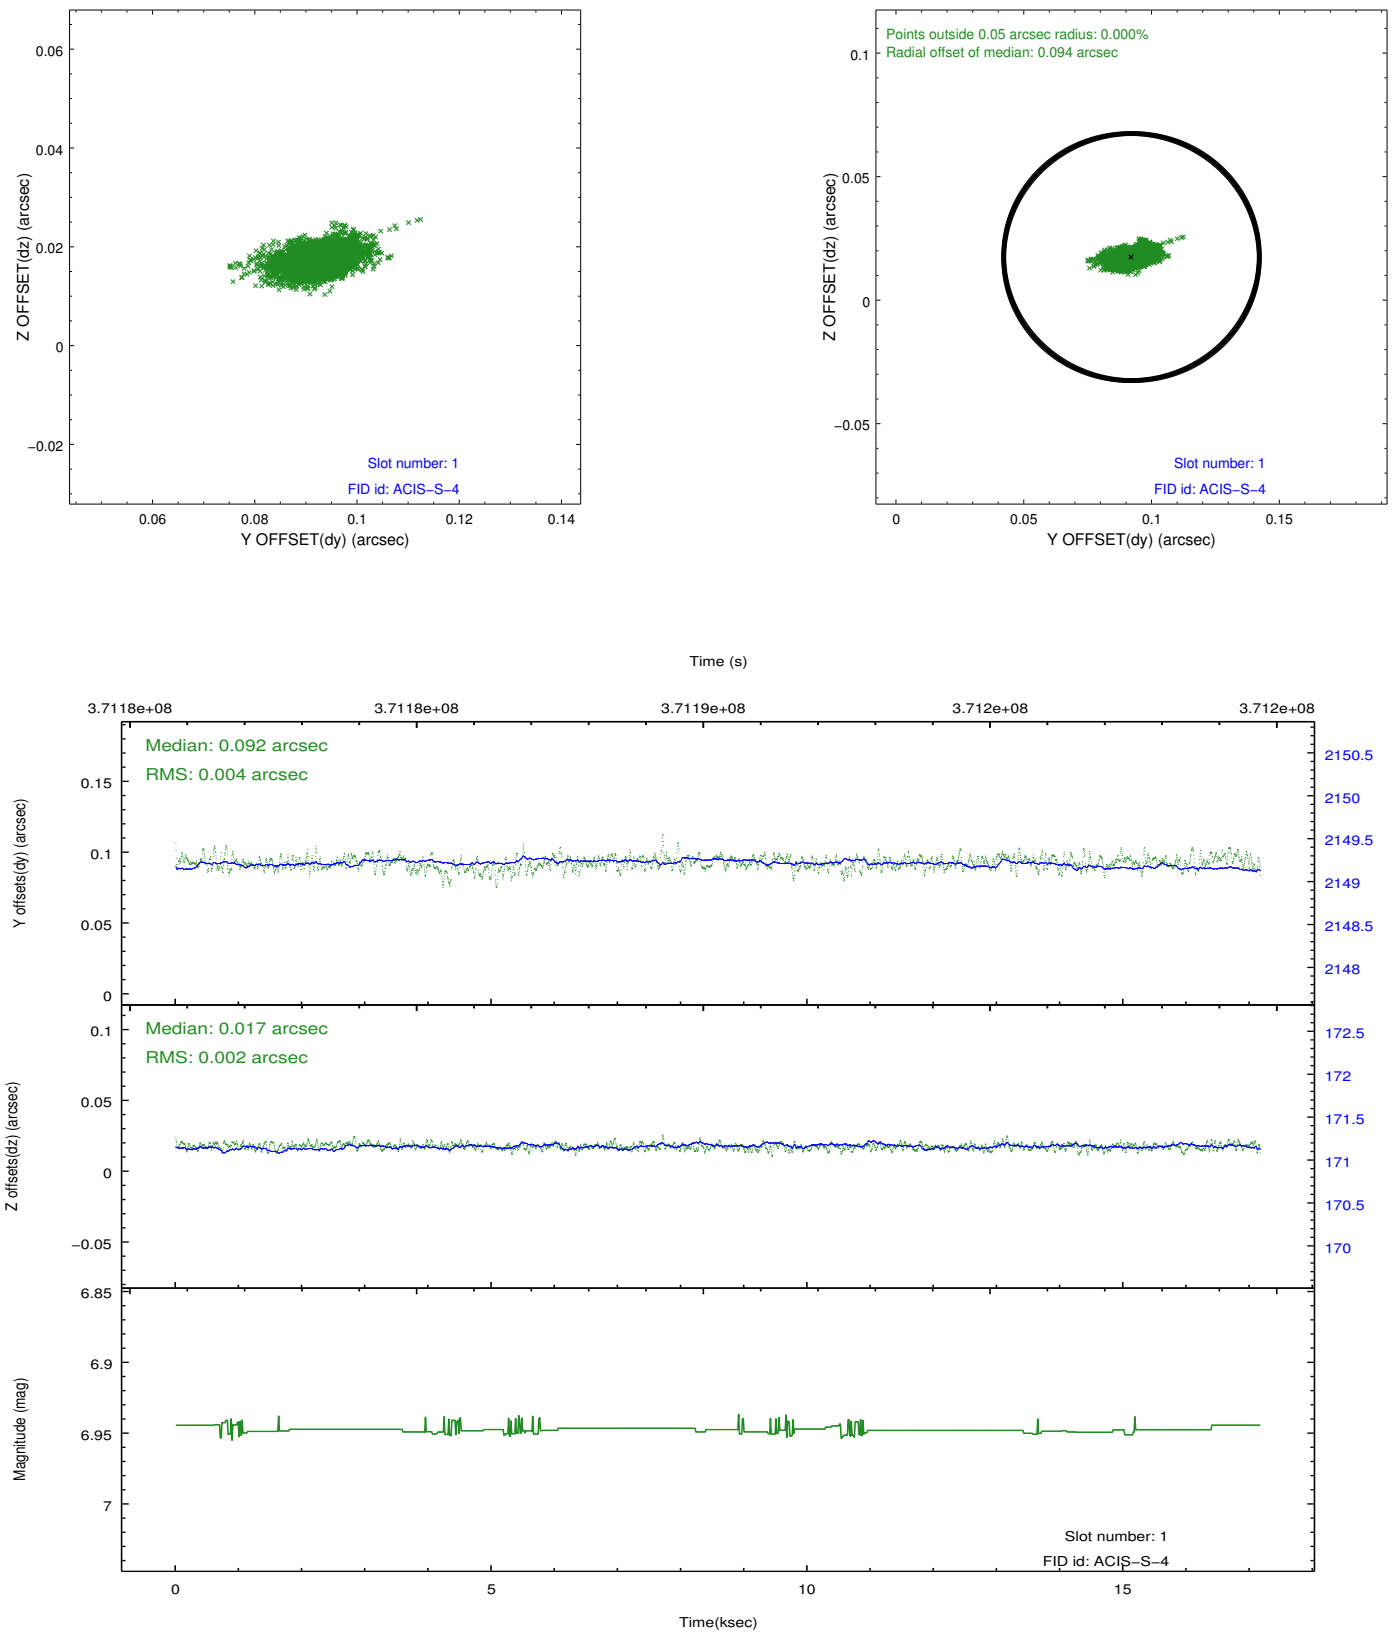 0.06
0.04
0.02
0
−0.02
Z OFFSET(dz) (arcsec)
Slot number: 1
FID id: ACIS−S−4
0.06
0.08
0.1
0.12
0.14
Y OFFSET(dy) (arcsec)
Points outside 0.05 arcsec radius: 0.000%
Radial offset of median: 0.094 arcsec
0.1
0.05
0
−0.05
Z OFFSET(dz) (arcsec)
Slot number: 1
FID id: ACIS−S−4
0
0.05
0.1
0.15
Y OFFSET(dy) (arcsec)
Time (s)
3.7118e+08
3.7118e+08
3.7119e+08
3.712e+08
3.712e+08
Median: 0.092 arcsec
RMS: 0.004 arcsec
0.15
0.1
0.05
0
Y offsets(dy) (arcsec)
2150.5
2150
2149.5
2149
2148.5
2148
Median: 0.017 arcsec
RMS: 0.002 arcsec
0.1
0.05
0
−0.05
Z offsets(dz) (arcsec)
172.5
172
171.5
171
170.5
170
6.85
6.9
6.95
7
Magnitude (mag)
Slot number: 1
FID id: ACIS−S−4
0
5
10
15
Time(ksec)